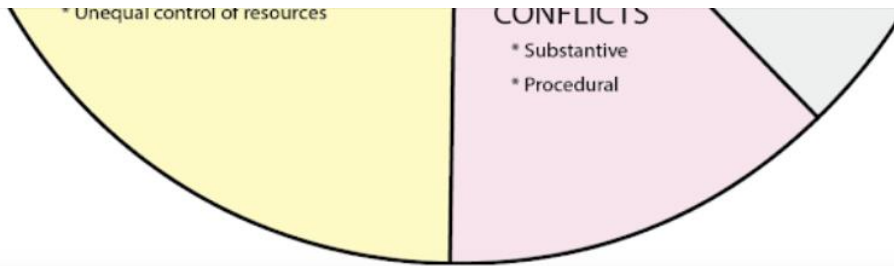 * Unequal control of resources
CONFLICTS
* Substantive
* Procedural